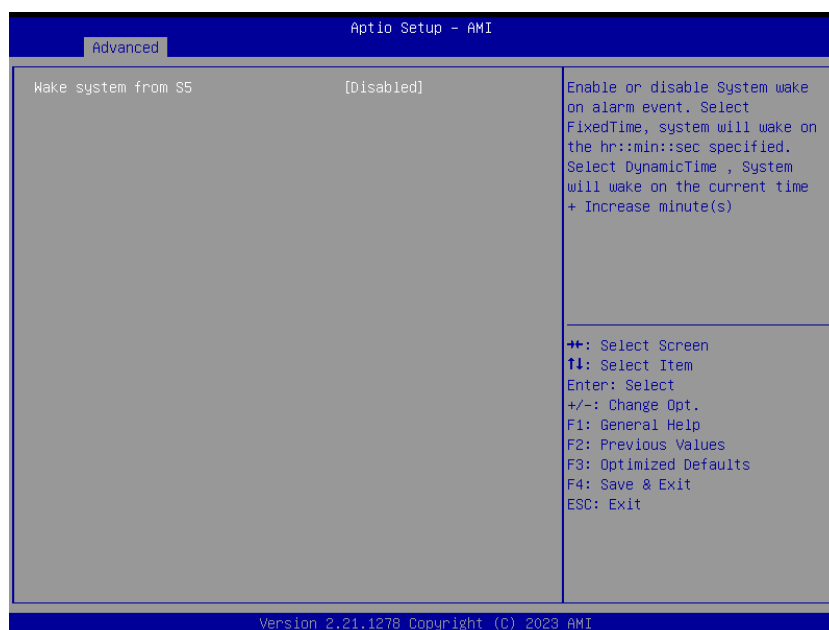 Aptio Setup - AMI
Advanced
Wake system from S5 [Disabled]
Enable or disable System wake
on alarm event. Select
FixedTime, system will wake on
the hr::min::sec specified.
Select DynamicTime , System
will wake on the current time
+ Increase minute(s)
→←: Select Screen
↑↓: Select Item
Enter: Select
+/-: Change Opt.
F1: General Help
F2: Previous Values
F3: Optimized Defaults
F4: Save & Exit
ESC: Exit
Version 2.21.1278 Copyright (C) 2023 AMI